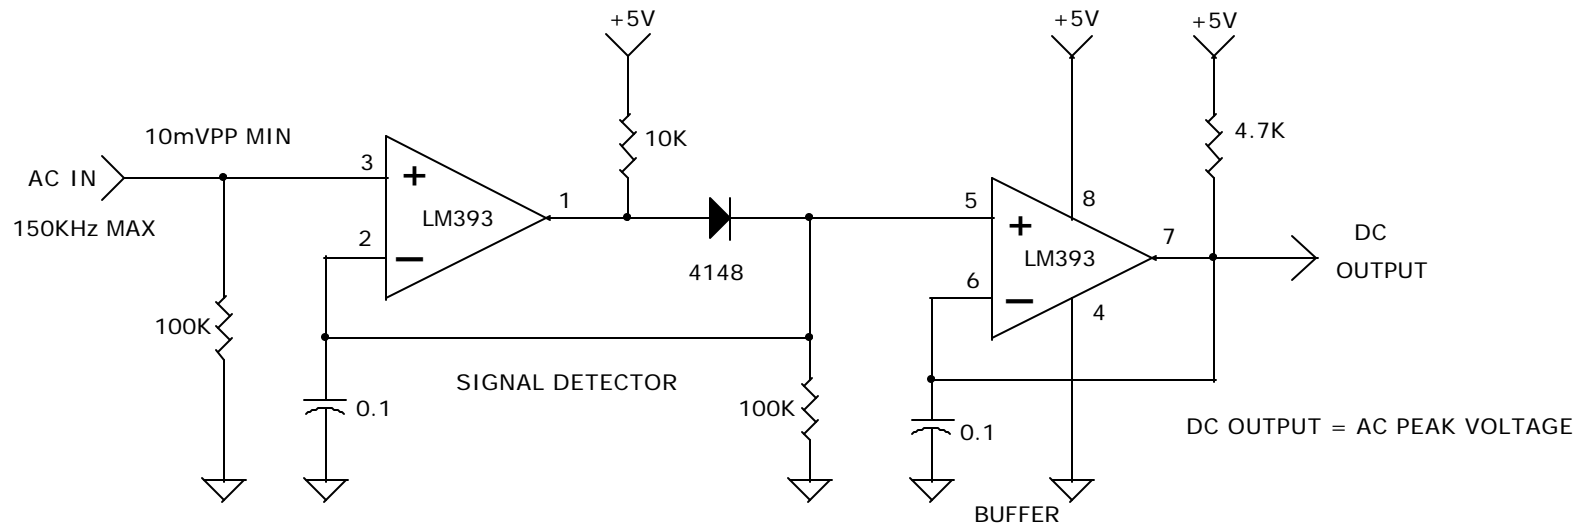 +5V
+5V
+5V
10mVPP MIN
10K
4.7K
AC IN
3
+
1
5
8
150KHz MAX
2
LM393
–
4148
+
LM393
7
DC
OUTPUT
6
–
4
100K
SIGNAL DETECTOR
0.1
100K
0.1
DC OUTPUT = AC PEAK VOLTAGE
BUFFER